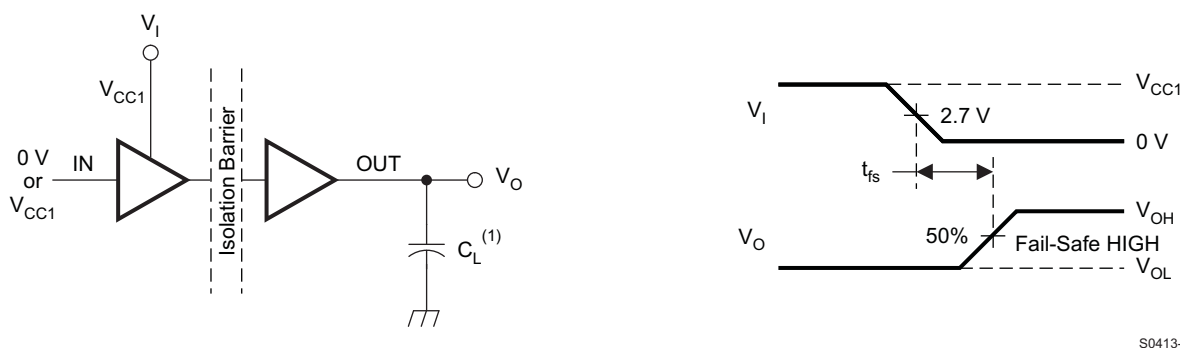 V_I
V_CC1
0 V
or
V_CC1
IN
Isolation Barrier
OUT
V_O
C_L (1)
V_I
V_CC1
2.7 V
0 V
t_fs
V_O
50%
V_OH
Fail-Safe HIGH
V_OL
S0413-